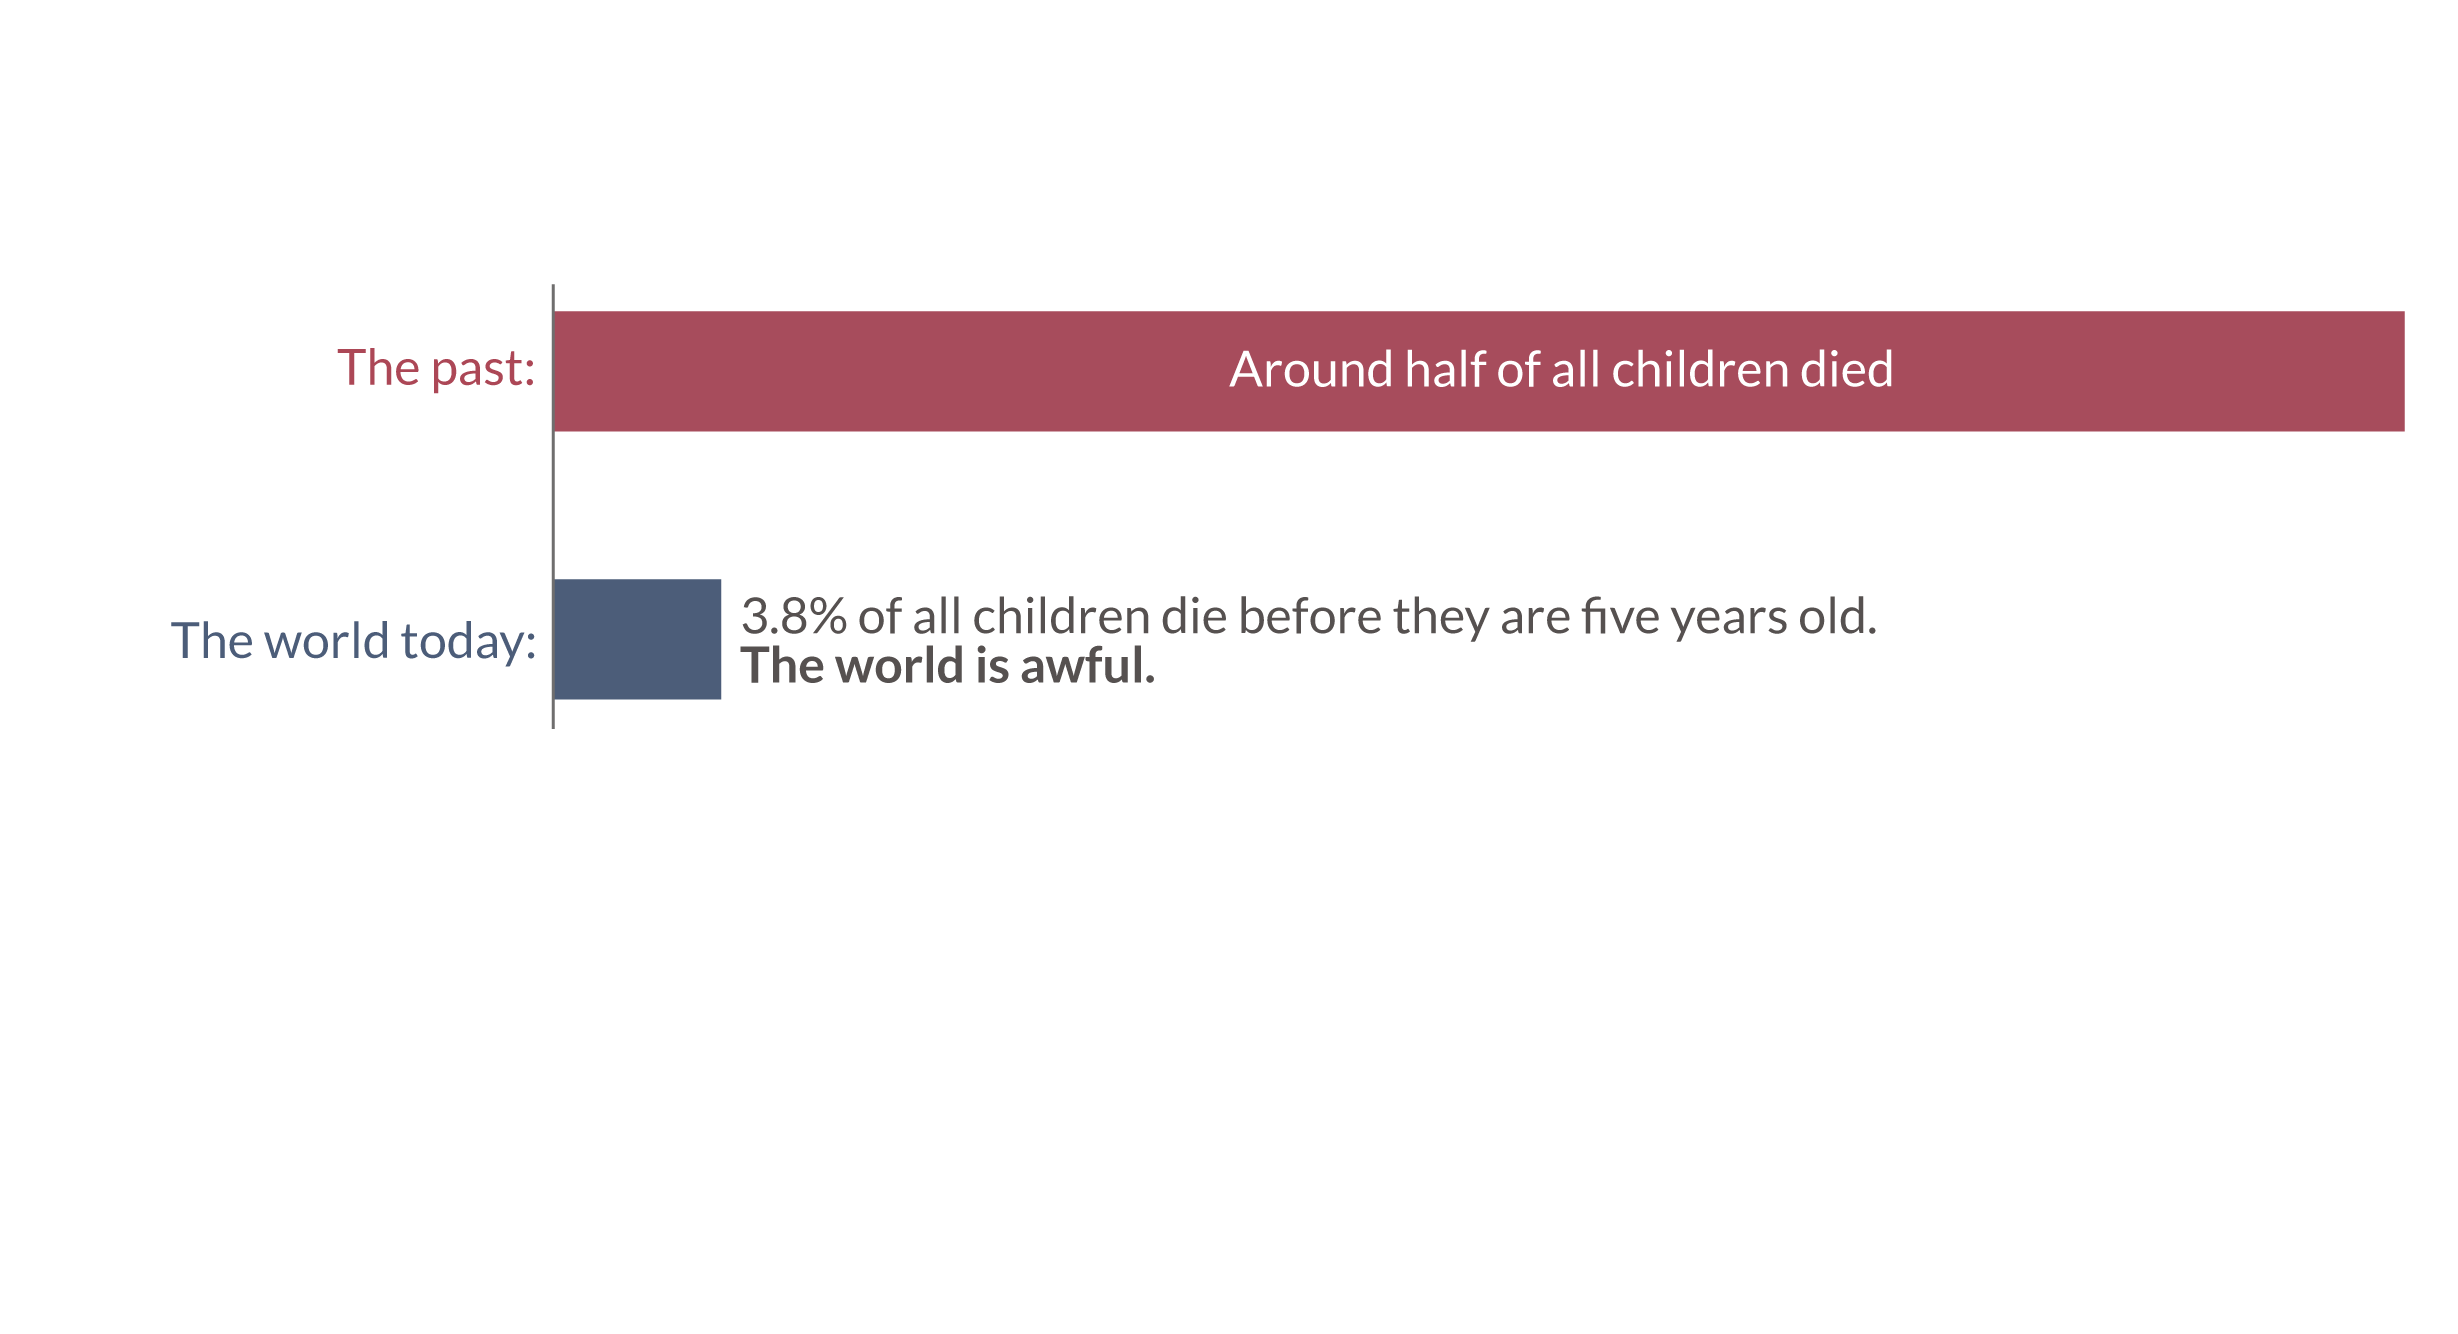 The past:
Around half of all children died
The world today:
3.8% of all children die before they are five years old.
The world is awful.